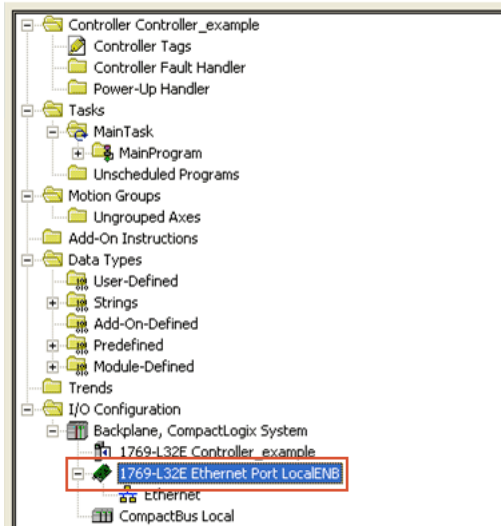 Controller Controller_example
Controller Tags
Controller Fault Handler
Power-Up Handler
Tasks
MainTask
MainProgram
Unscheduled Programs
Motion Groups
Ungrouped Axes
Add-On Instructions
Data Types
User-Defined
Strings
Add-On-Defined
Predefined
Module-Defined
Trends
I/O Configuration
Backplane, CompactLogix System
1769-L32E Controller_example
1769-L32E Ethernet Port LocalENB
Ethernet
CompactBus Local